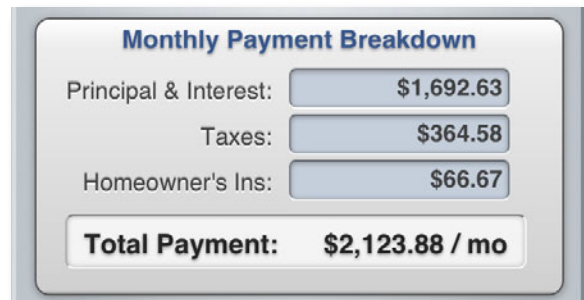 Monthly Payment Breakdown
Principal & Interest: $1,692.63
Taxes: $364.58
Homeowner's Ins: $66.67
Total Payment: $2,123.88 / mo